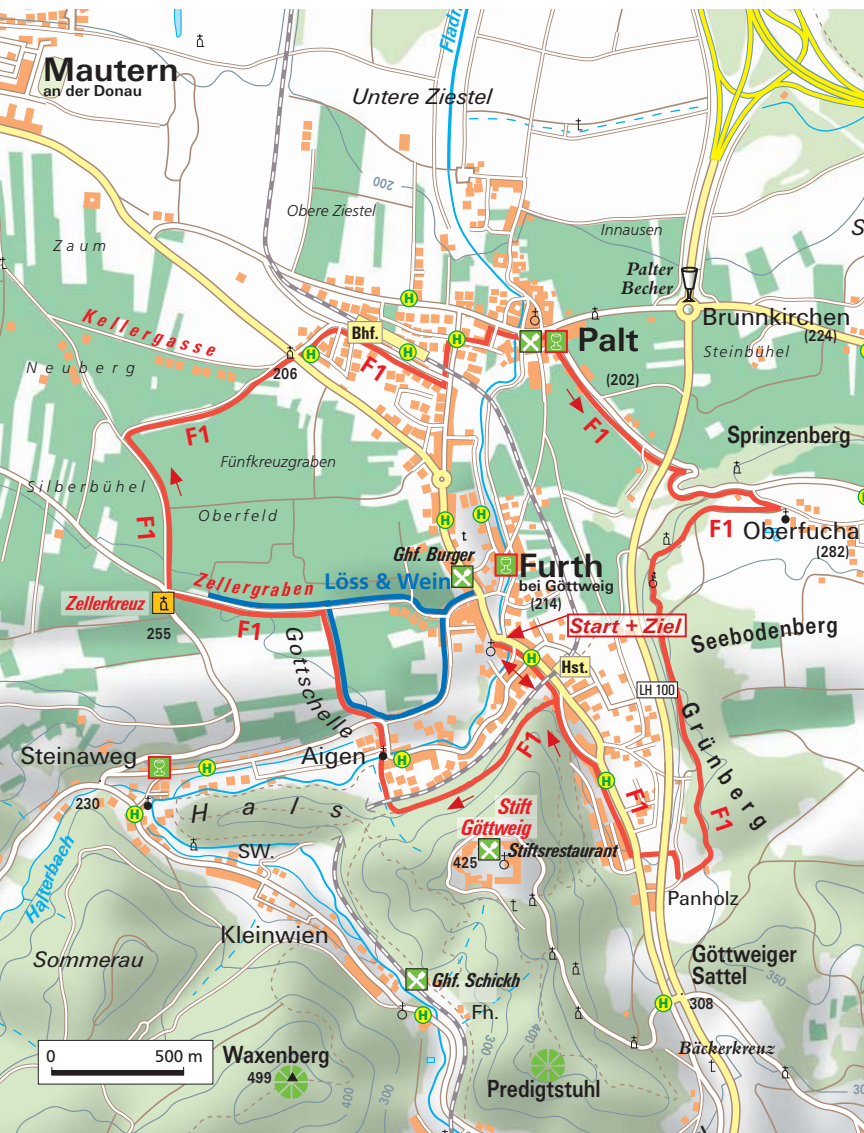 Mautern
an der Donau
Untere Ziestel
200
Obere Ziestel
Innausen
Zaum
Palter
Becher
Kellergasse
Bhf.
H
H
H
H
Palt
(202)
Brunnkirchen
(224)
Steinbühel
Neuberg
206
F1
F1
F1
Sprinzenberg
Fünfkreuzgraben
Silberbühel
Oberfeld
F1
H
H
F1
Oberfucha
(282)
Ghf. Burger
Furth
bei Göttweig
(214)
Zellergraben
Löss & Wein
Zellerkreuz
255
F1
Start + Ziel
Seebodenberg
Gottschelle
H
Hst.
LH 100
Grünberg
Steinaweg
H
Aigen
H
F1
H
F1
F1
230
H
Hals
Stift
Göttweig
425
Stiftsrestaurant
SW.
Halterbach
Panholz
Kleinwien
Sommerau
Göttweiger
Sattel
350
Ghf. Schickh
H
308
Fh.
H
300
400
Bäckerkreuz
0
500 m
Waxenberg
499
Predigtstuhl
400
300